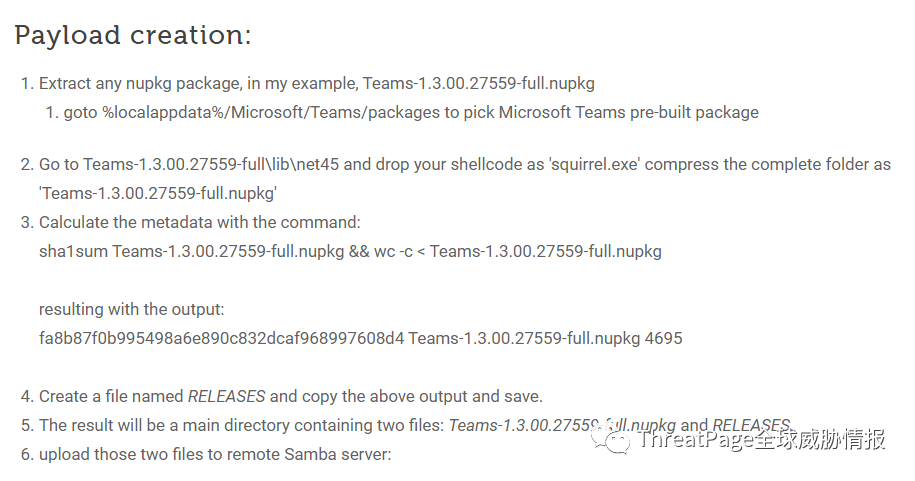 Payload creation:
1. Extract any nupkg package, in my example, Teams-1.3.00.27559-full.nupkg
1. goto %localappdata%/Microsoft/Teams/packages to pick Microsoft Teams pre-built package
2. Go to Teams-1.3.00.27559-full\lib\net45 and drop your shellcode as 'squirrel.exe' compress the complete folder as
'Teams-1.3.00.27559-full.nupkg'
3. Calculate the metadata with the command:
sha1sum Teams-1.3.00.27559-full.nupkg && wc -c < Teams-1.3.00.27559-full.nupkg
resulting with the output:
fa8b87f0b995498a6e890c832dcaf968997608d4 Teams-1.3.00.27559-full.nupkg 4695
4. Create a file named RELEASES and copy the above output and save.
5. The result will be a main directory containing two files: Teams-1.3.00.27559-full.nupkg and RELEASES.
6. upload those two files to remote Samba server:
ThreatPage全球威胁情报